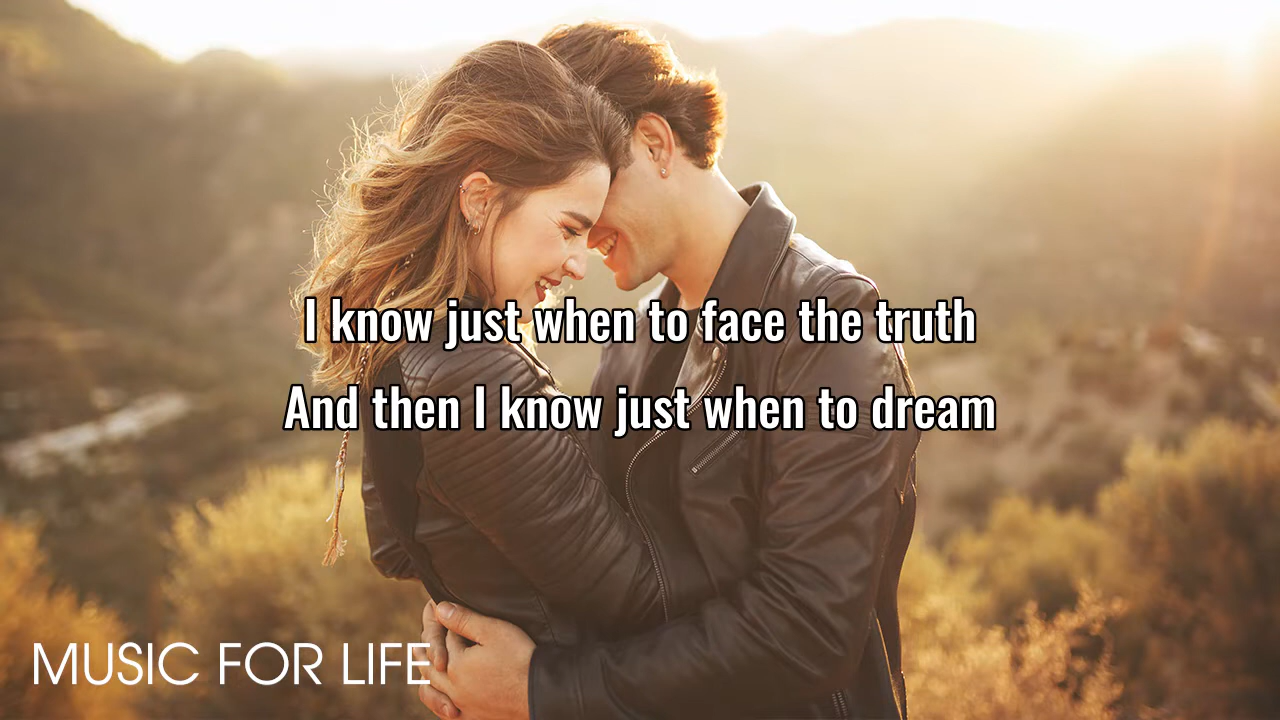 I know just when to face the truth
And then I know just when to dream
MUSIC FOR LIFE